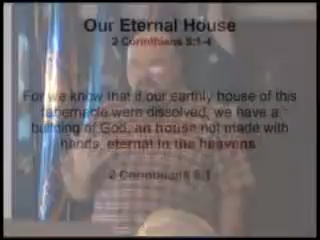 Our Eternal House
2 Corinthians 5:1-4
For we know that if our earthly house of this
tabernacle were dissolved, we have a
building of God, an house not made with
hands, eternal in the heavens
2 Corinthians 5:1